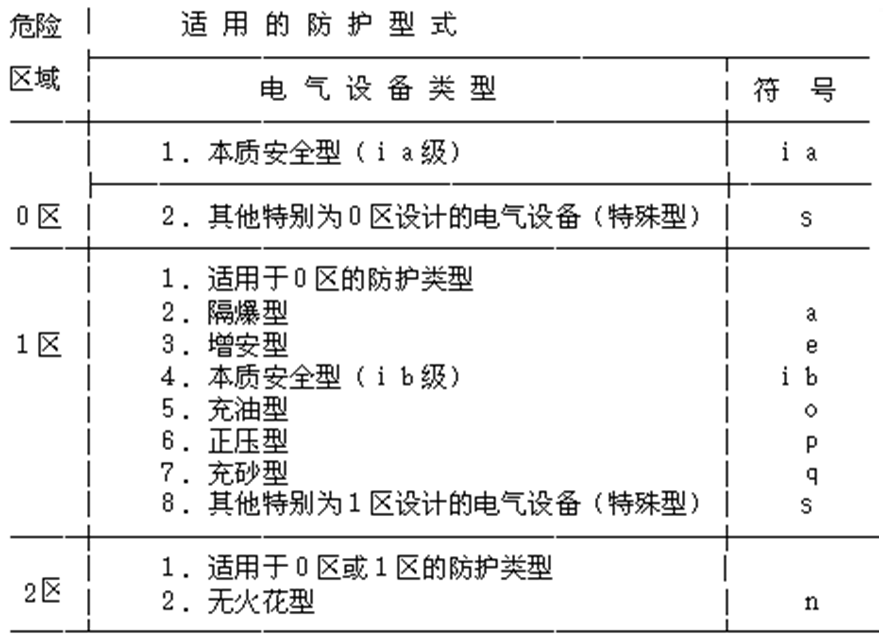 危险 适用的防护型式
区域 电气设备类型 符号
1. 本质安全型(ia级) ia
0区 2. 其他特别为0区设计的电气设备(特殊型) s
1. 适用于0区的防护类型
2. 隔爆型 a
1区 3. 增安型 e
4. 本质安全型(ib级) ib
5. 充油型 o
6. 正压型 p
7. 充砂型 q
8. 其他特别为1区设计的电气设备(特殊型) s
1. 适用于0区或1区的防护类型
2区 2. 无火花型 n